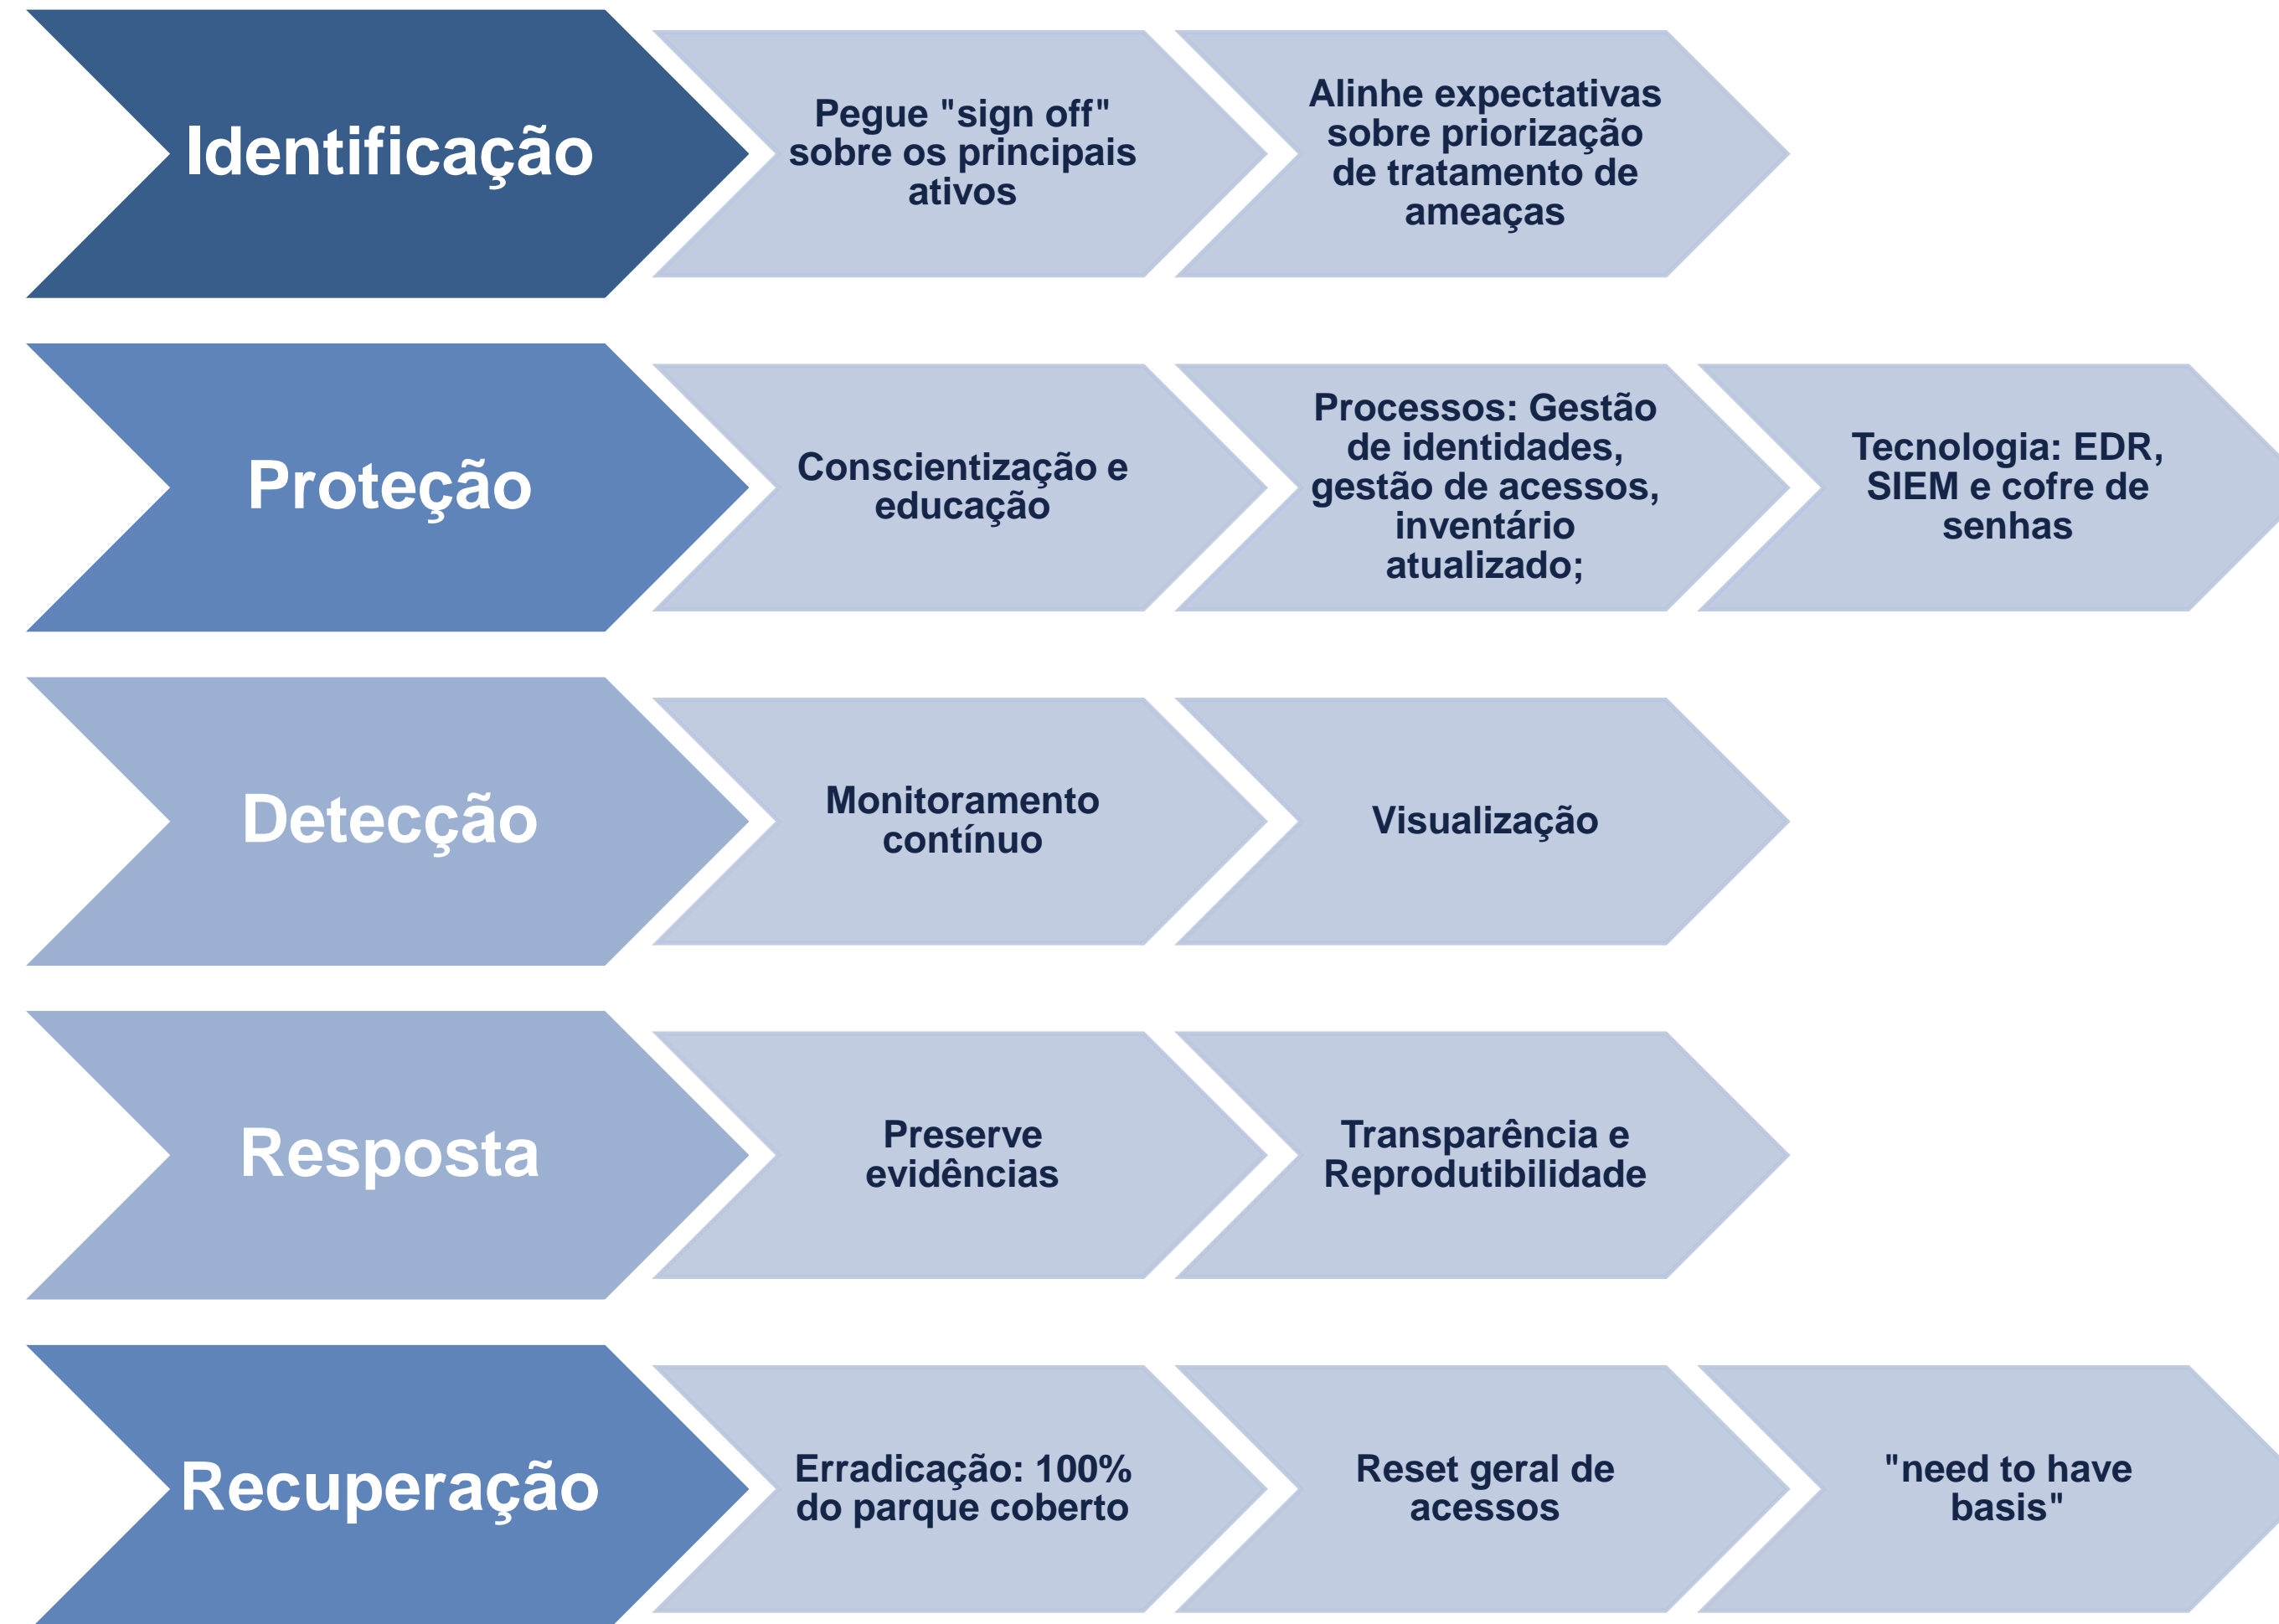 Identificação
Pegue "sign off"
sobre os principais
ativos
Alinhe expectativas
sobre priorização
de tratamento de
ameaças
Proteção
Conscientização e
educação
Processos: Gestão
de identidades,
gestão de acessos,
inventário
atualizado;
Tecnologia: EDR,
SIEM e cofre de
senhas
Detecção
Monitoramento
contínuo
Visualização
Resposta
Preserve
evidências
Transparência e
Reprodutibilidade
Recuperação
Erradicação: 100%
do parque coberto
Reset geral de
acessos
"need to have
basis"